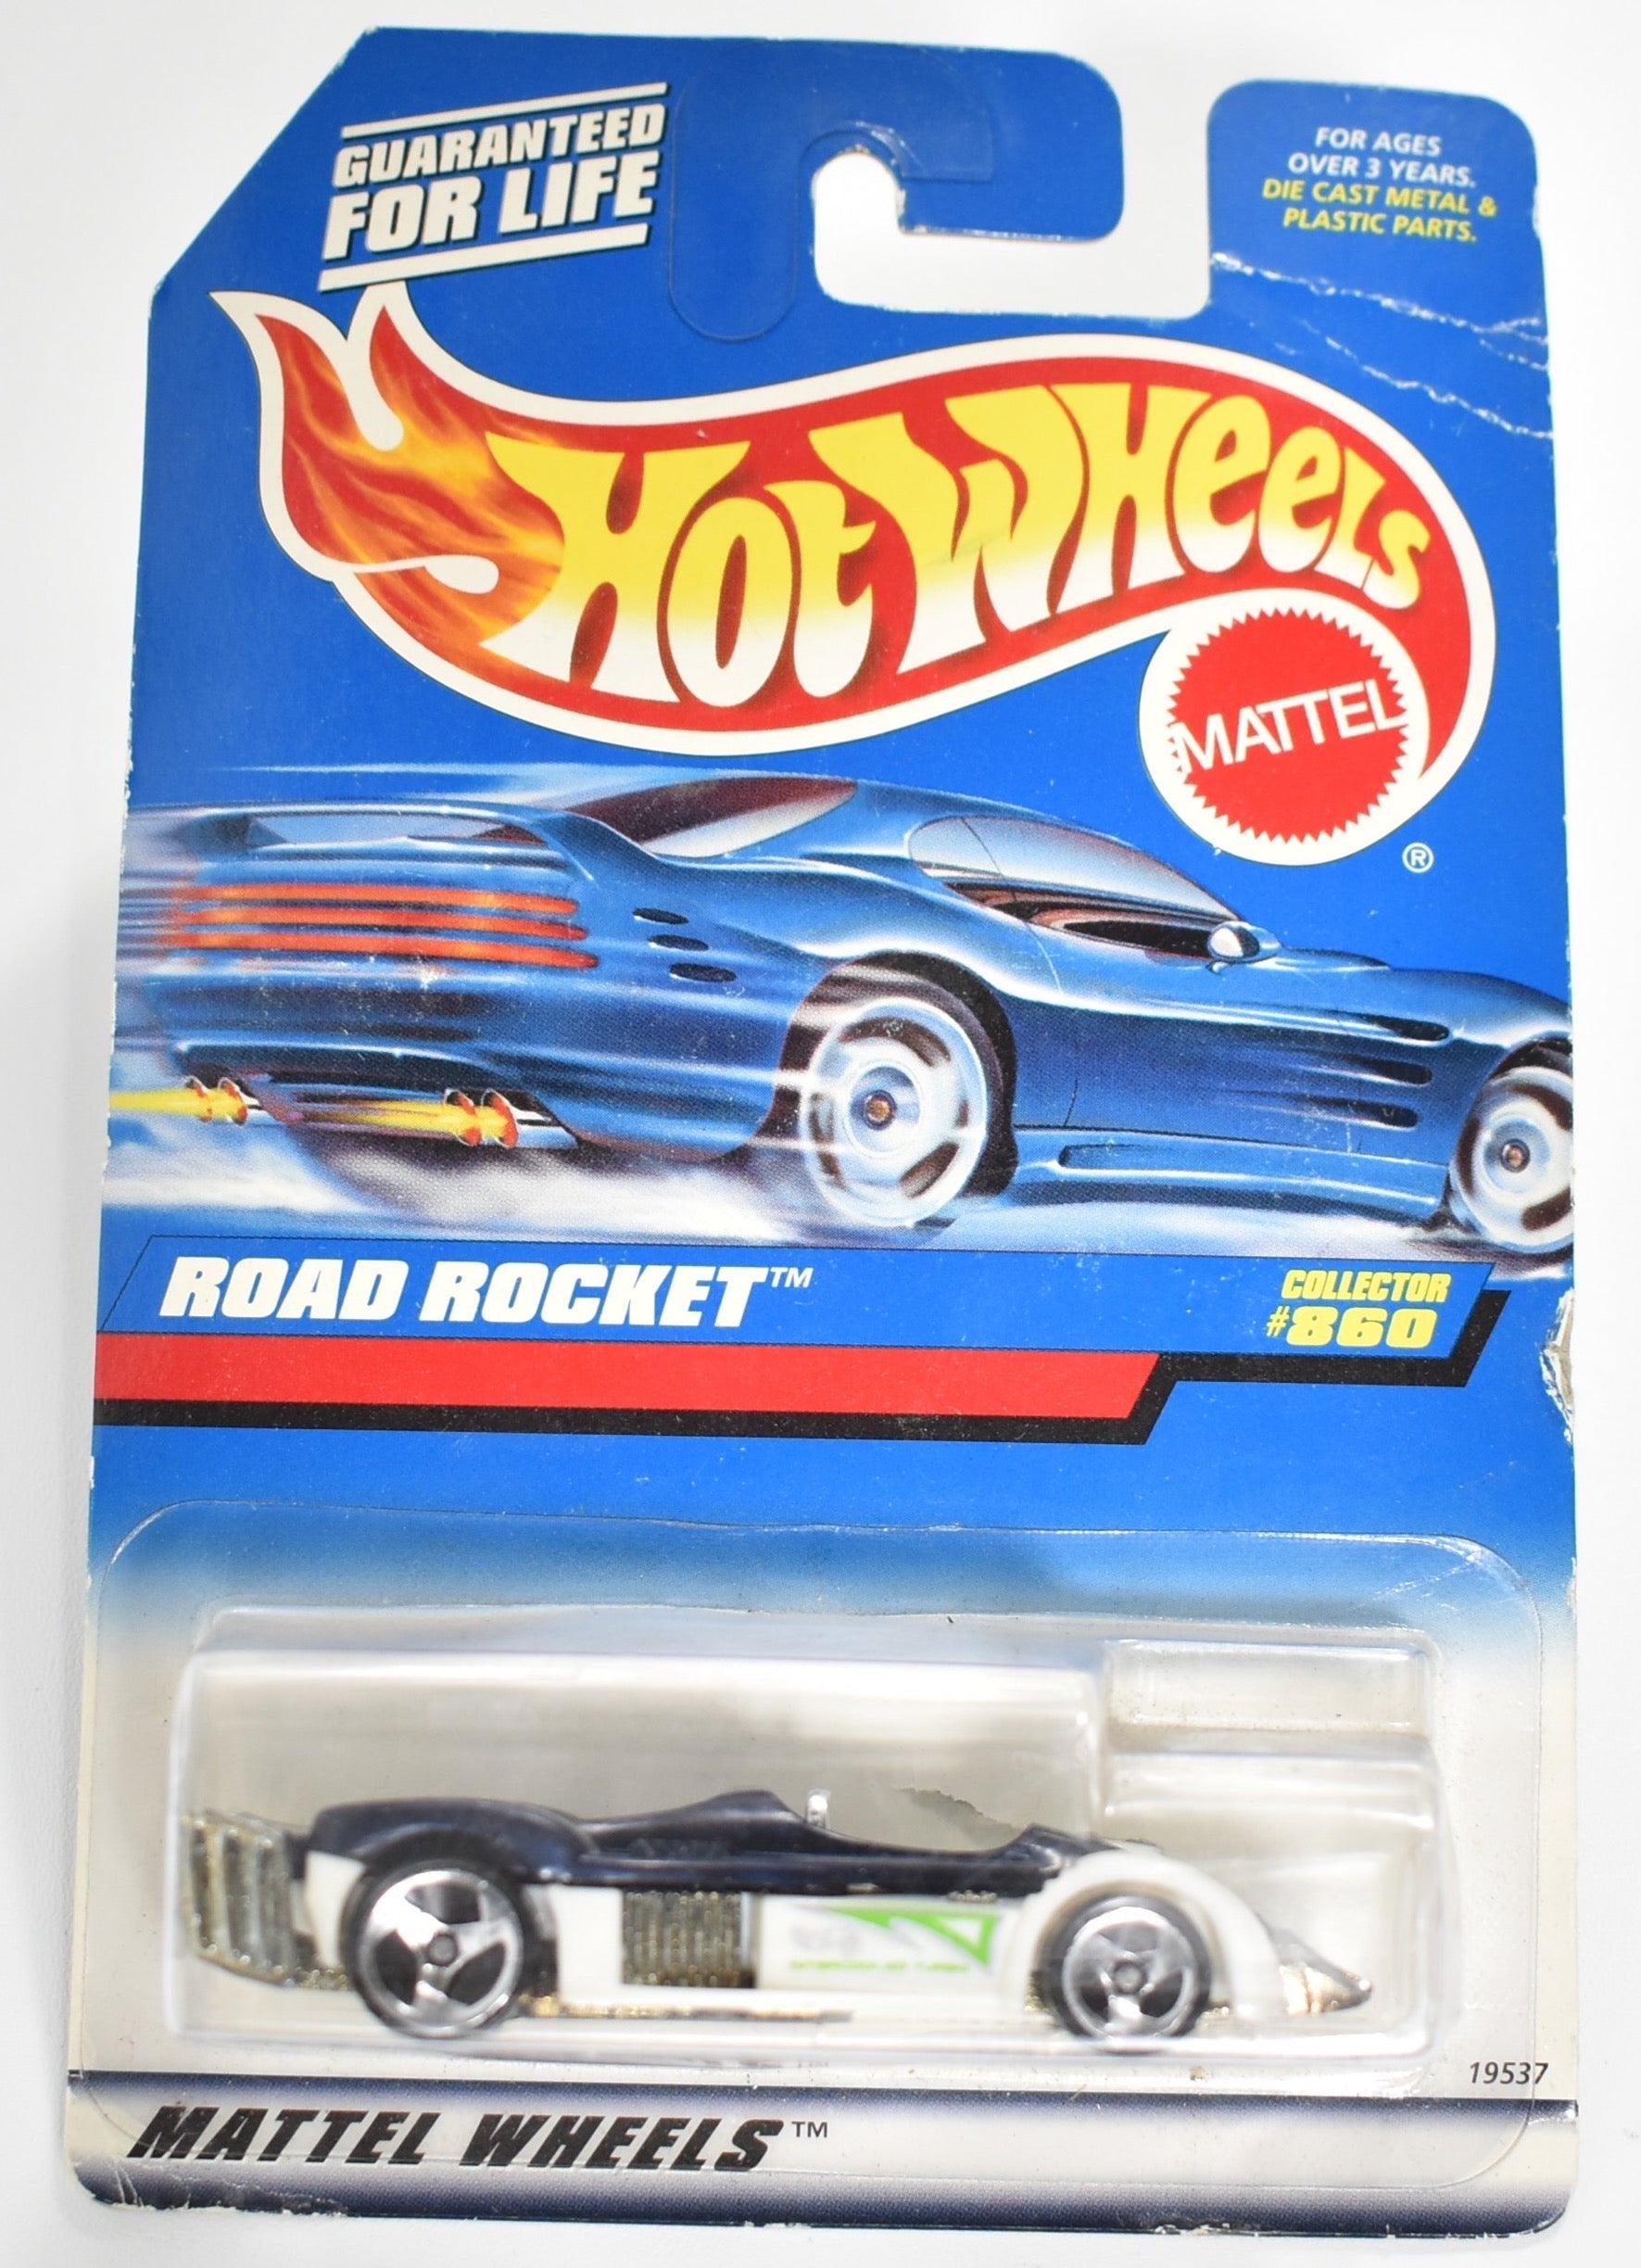 GUARANTEED
FOR LIFE
FOR AGES
OVER 3 YEARS.
DIE CAST METAL &
PLASTIC PARTS.
HOT WHEELS
MATTEL
®
ROAD ROCKET™
COLLECTOR
#860
19537
MATTEL WHEELS™